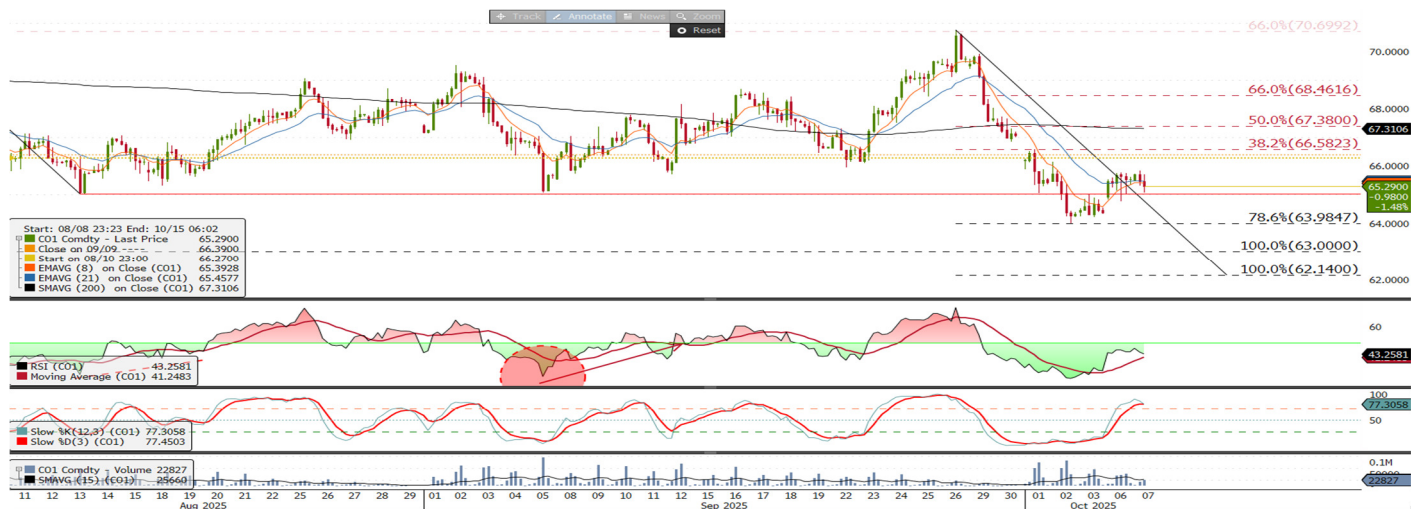 Track Annotate News Zoom
Reset
66.0%(70.6992)
70.0000
66.0%(68.4616)
68.0000
50.0%(67.3800)
67.3106
38.2%(66.5823)
66.0000
65.2900
-0.9800
-1.48%
78.6%(63.9847)
64.0000
100.0%(63.0000)
100.0%(62.1400)
62.0000
Start: 08/08 23:23 End: 10/15 06:02
CO1 Comdty - Last Price 65.2900
Close on 09/09 ---- 66.3900
Start on 08/10 23:00 66.2700
EMAVG (8) on Close (CO1) 65.3928
EMAVG (21) on Close (CO1) 65.4577
SMAVG (200) on Close (CO1) 67.3106
60
43.2581
RSI (CO1) 43.2581
Moving Average (CO1) 41.2483
100
77.3058
50
Slow %K(12,3) (CO1) 77.3058
Slow %D(3) (CO1) 77.4503
0.1M
22827
CO1 Comdty - Volume 22827
SMAVG (15) (CO1) 25660
11 12 13 14 15 18 19 20 21 22 25 26 27 28 29 01 02 03 04 05 08 09 10 11 12 15 16 17 18 19 22 23 24 25 26 29 30 01 02 03 06 07
Aug 2025 Sep 2025 Oct 2025